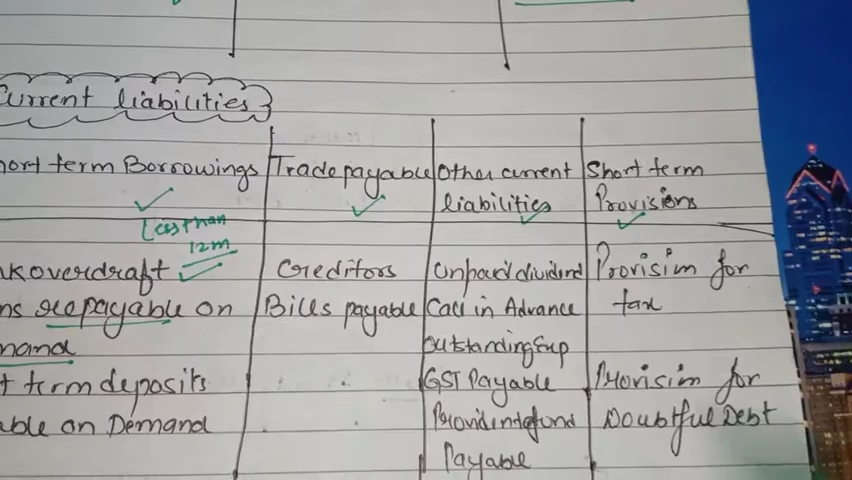 Current liabilities
ort term Borrowings
Trade payable
Other current
liabilities
Short term
Provisions
Less than
12m
k overdraft
ns repayable on
mand
t term deposits
able on Demand
Creditors
Bills payable
Unpaid dividend
Call in Advance
Outstanding Exp
GST Payable
Provident fund
Payable
Provision for
tax
Provision for
Doubtful Debt